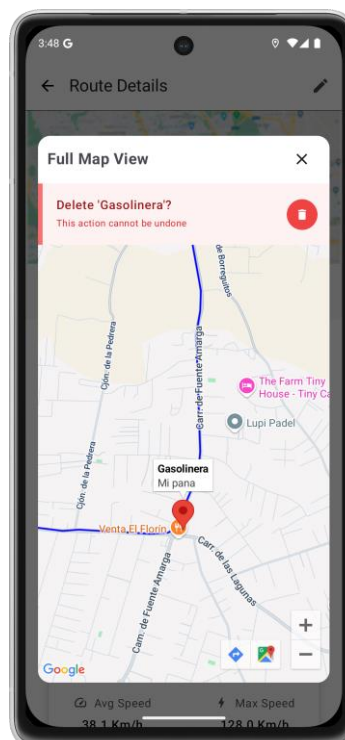 3:48 G
Route Details
Full Map View
Delete 'Gasolinera'?
This action cannot be undone
de Borreguitos
Cjón. de la Pedrera
Carr. de Fuente Amarga
The Farm Tiny
House - Tiny Ca
Lupi Padel
Cjón. de la Pedrera
Gasolinera
Mi pana
Venta El Florín
Carr. de las Lagunas
Cam. de Fuente Amarga
Google
Avg Speed
Max Speed
38.1 Km/h
128.0 Km/h